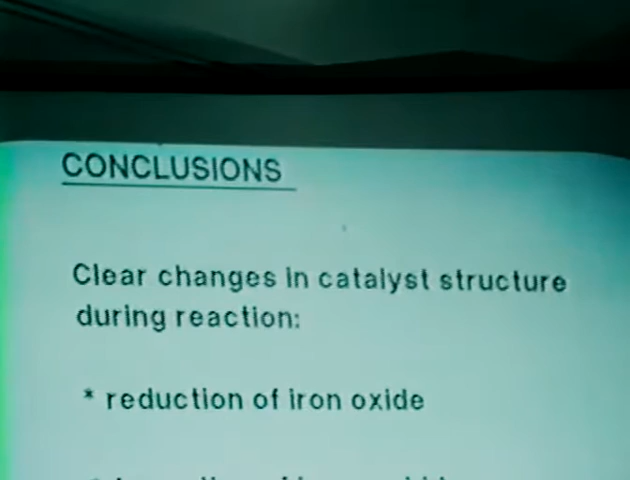 CONCLUSIONS
Clear changes in catalyst structure
during reaction:
* reduction of iron oxide